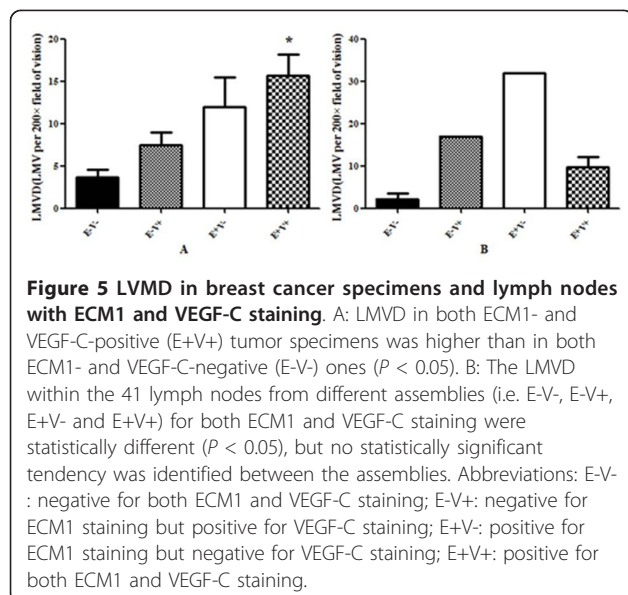 20
15
10
5
0
LMVD(LMV per 200× field of vision)
*
E-V-
E-V+
E+V-
E+V+
A
40
30
20
10
0
LMVD(LMV per 200× field of vision)
E-V-
E-V+
E+V-
E+V+
B
Figure 5 LVMD in breast cancer specimens and lymph nodes
with ECM1 and VEGF-C staining. A: LMVD in both ECM1- and
VEGF-C-positive (E+V+) tumor specimens was higher than in both
ECM1- and VEGF-C-negative (E-V-) ones (P < 0.05). B: The LMVD
within the 41 lymph nodes from different assemblies (i.e. E-V-, E-V+,
E+V- and E+V+) for both ECM1 and VEGF-C staining were
statistically different (P < 0.05), but no statistically significant
tendency was identified between the assemblies. Abbreviations: E-V-
: negative for both ECM1 and VEGF-C staining; E-V+: negative for
ECM1 staining but positive for VEGF-C staining; E+V-: positive for
ECM1 staining but negative for VEGF-C staining; E+V+: positive for
both ECM1 and VEGF-C staining.